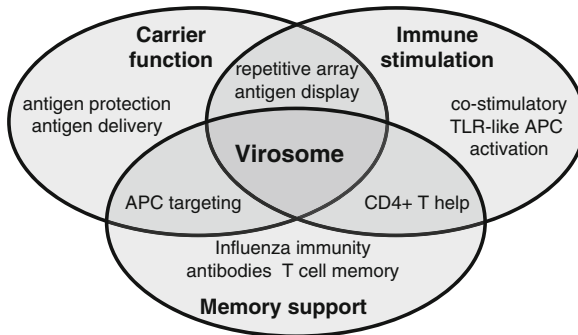 Carrier
function
Immune
stimulation
repetitive array
antigen display
antigen protection
antigen delivery
co-stimulatory
TLR-like APC
activation
Virosome
APC targeting
CD4+ T help
Influenza immunity
antibodies T cell memory
Memory support